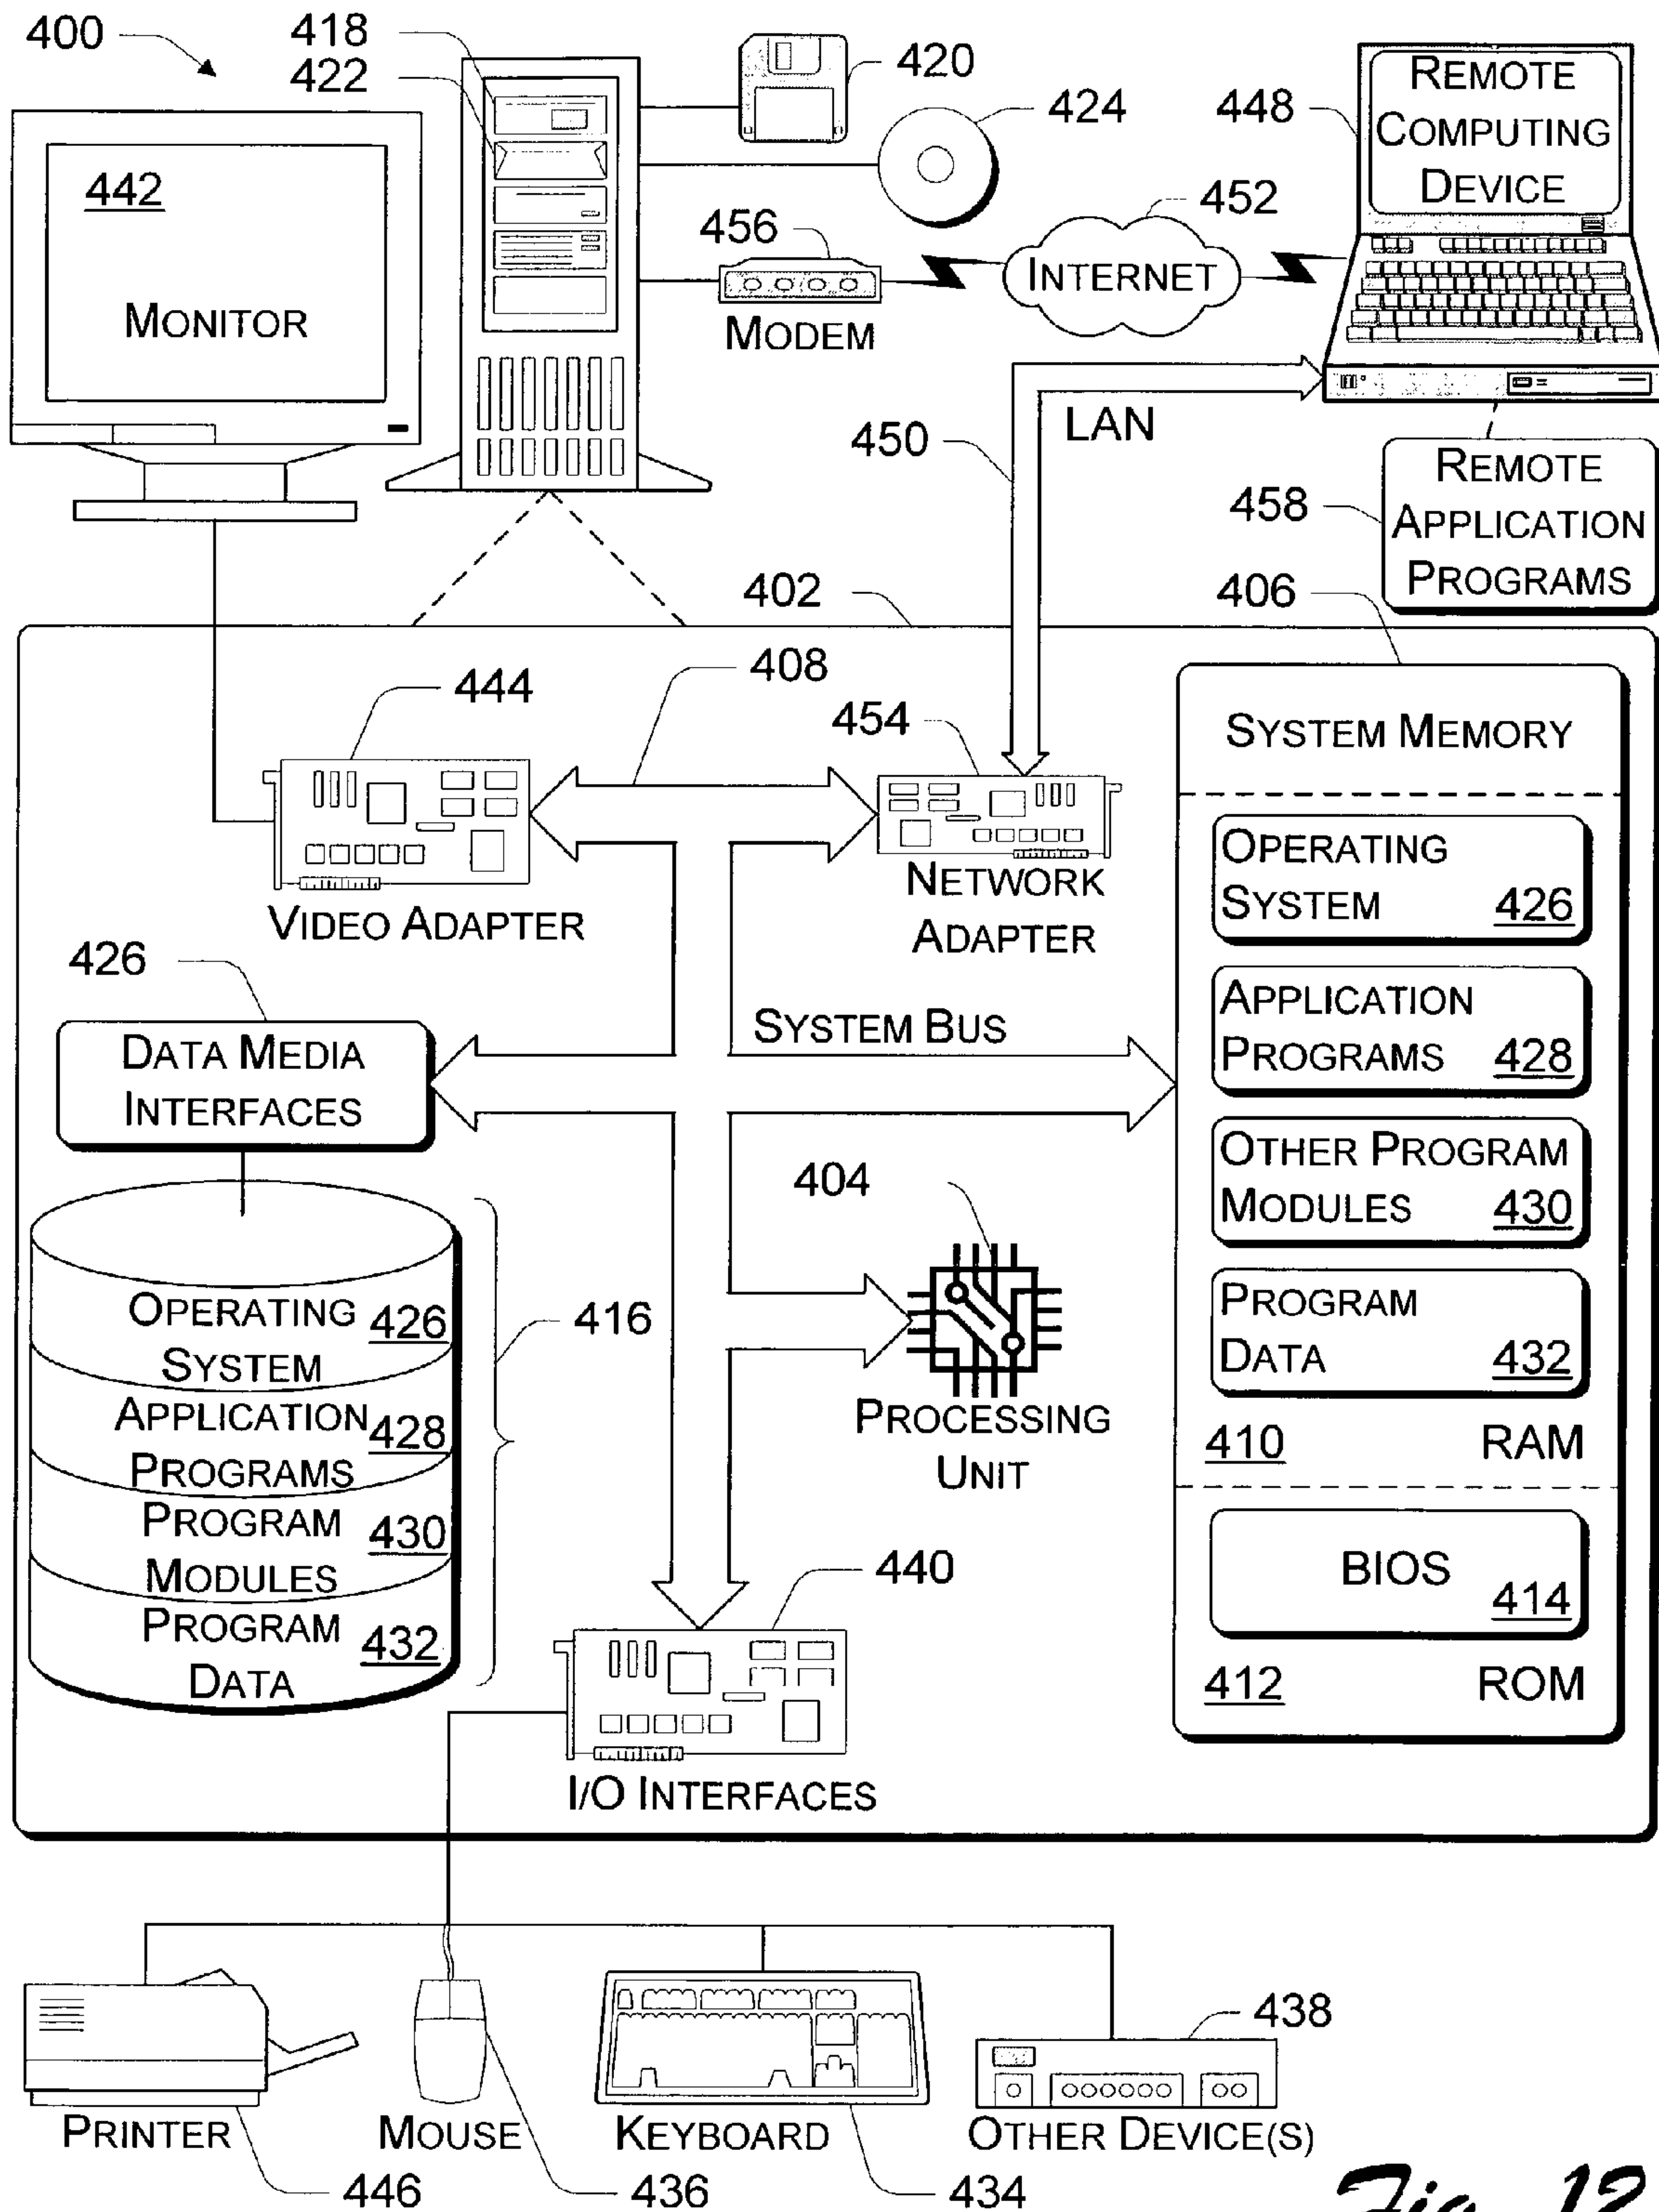 400
418
422
420
424
448
REMOTE
COMPUTING
DEVICE
442
MONITOR
456
MODEM
452
INTERNET
450
LAN
458
REMOTE
APPLICATION
PROGRAMS
402
406
408
444
VIDEO ADAPTER
454
NETWORK
ADAPTER
SYSTEM MEMORY
OPERATING
SYSTEM 426
APPLICATION
PROGRAMS 428
OTHER PROGRAM
MODULES 430
PROGRAM
DATA 432
410 RAM
BIOS
414
412 ROM
426
DATA MEDIA
INTERFACES
SYSTEM BUS
404
PROCESSING
UNIT
OPERATING 426
SYSTEM
APPLICATION 428
PROGRAMS
PROGRAM 430
MODULES
PROGRAM 432
DATA
416
440
I/O INTERFACES
438
PRINTER
MOUSE
KEYBOARD
OTHER DEVICE(S)
446
436
434
Fig. 12